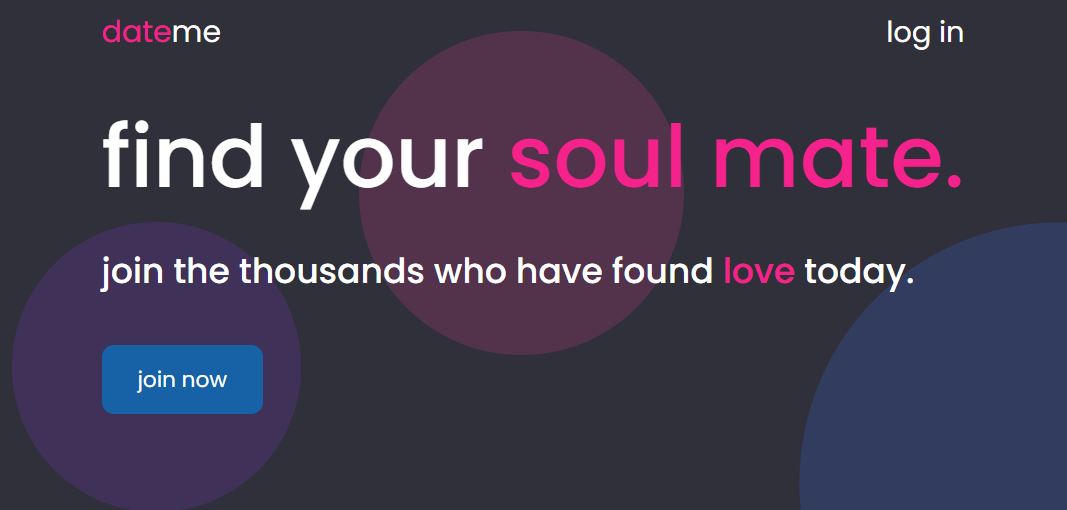 dateme
log in
find your soul mate.
join the thousands who have found love today.
join now